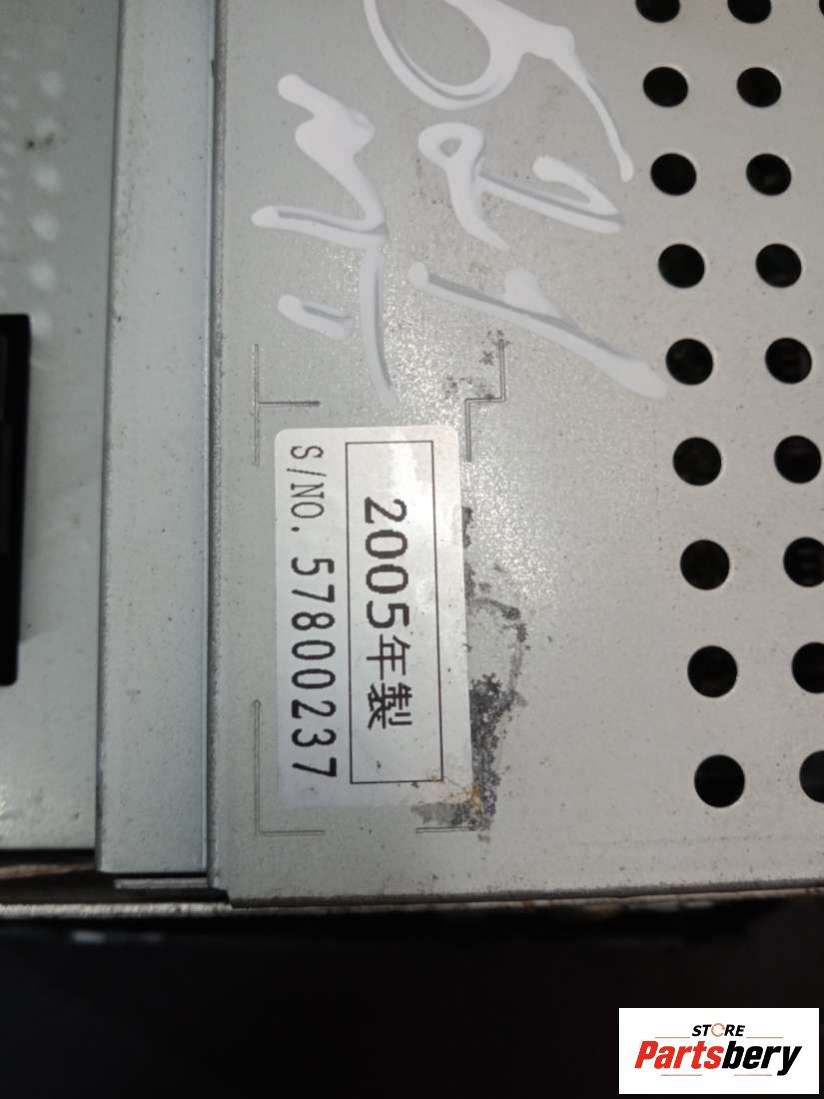 2005年製
S/NO. 57800237
STORE
Partsbery